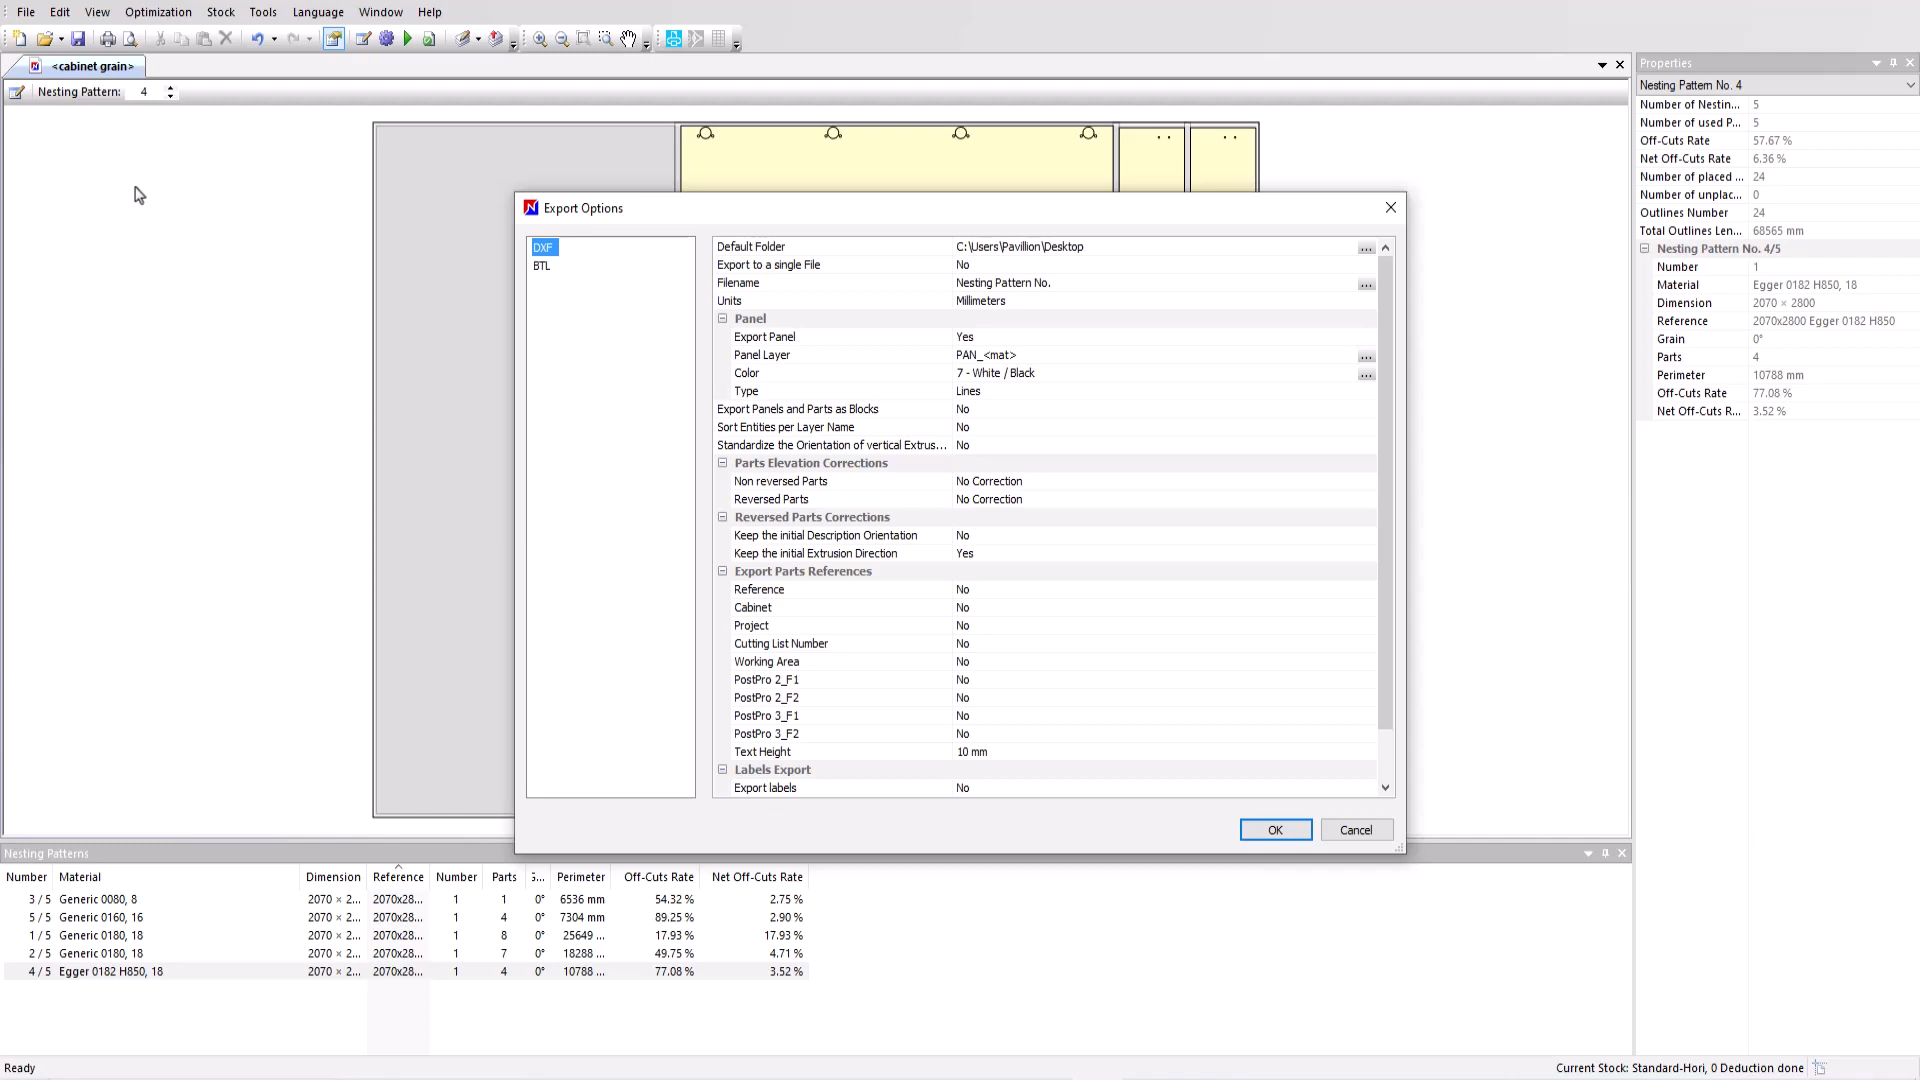 File Edit View Optimization Stock Tools Language Window Help
<cabinet grain>
Nesting Pattern: 4
Export Options
DXF
BTL
Default Folder C:\Users\Pavillion\Desktop ...
Export to a single File No
Filename Nesting Pattern No. ...
Units Millimeters
Panel
Export Panel Yes
Panel Layer PAN_<mat> ...
Color 7 - White / Black ...
Type Lines
Export Panels and Parts as Blocks No
Sort Entities per Layer Name No
Standardize the Orientation of vertical Extrus... No
Parts Elevation Corrections
Non reversed Parts No Correction
Reversed Parts No Correction
Reversed Parts Corrections
Keep the initial Description Orientation No
Keep the initial Extrusion Direction Yes
Export Parts References
Reference No
Cabinet No
Project No
Cutting List Number No
Working Area No
PostPro 2_F1 No
PostPro 2_F2 No
PostPro 3_F1 No
PostPro 3_F2 No
Text Height 10 mm
Labels Export
Export labels No
OK Cancel
Properties
Nesting Pattern No. 4
Number of Nestin... 5
Number of used P... 5
Off-Cuts Rate 57.67 %
Net Off-Cuts Rate 6.36 %
Number of placed ... 24
Number of unplac... 0
Outlines Number 24
Total Outlines Len... 68565 mm
Nesting Pattern No. 4/5
Number 1
Material Egger 0182 H850, 18
Dimension 2070 × 2800
Reference 2070x2800 Egger 0182 H850
Grain 0°
Parts 4
Perimeter 10788 mm
Off-Cuts Rate 77.08 %
Net Off-Cuts R... 3.52 %
Nesting Patterns
Number Material Dimension Reference Number Parts ... Perimeter Off-Cuts Rate Net Off-Cuts Rate
3 / 5 Generic 0080, 8 2070 × 2... 2070x28... 1 1 0° 6536 mm 54.32 % 2.75 %
5 / 5 Generic 0160, 16 2070 × 2... 2070x28... 1 4 0° 7304 mm 89.25 % 2.90 %
1 / 5 Generic 0180, 18 2070 × 2... 2070x28... 1 8 0° 25649 ... 17.93 % 17.93 %
2 / 5 Generic 0180, 18 2070 × 2... 2070x28... 1 7 0° 18288 ... 49.75 % 4.71 %
4 / 5 Egger 0182 H850, 18 2070 × 2... 2070x28... 1 4 0° 10788 ... 77.08 % 3.52 %
Ready Current Stock: Standard-Hori, 0 Deduction done